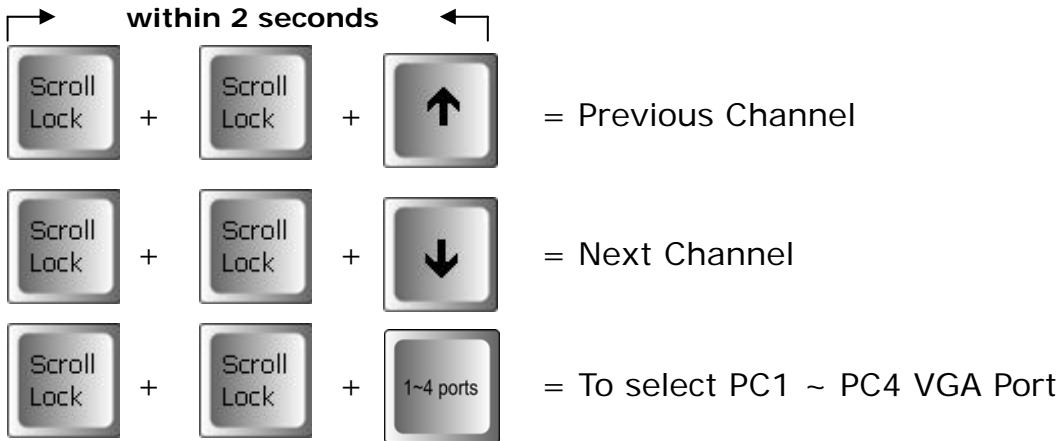 within 2 seconds
Scroll Lock + Scroll Lock + ↑ = Previous Channel
Scroll Lock + Scroll Lock + ↓ = Next Channel
Scroll Lock + Scroll Lock + 1~4 ports = To select PC1 ~ PC4 VGA Port